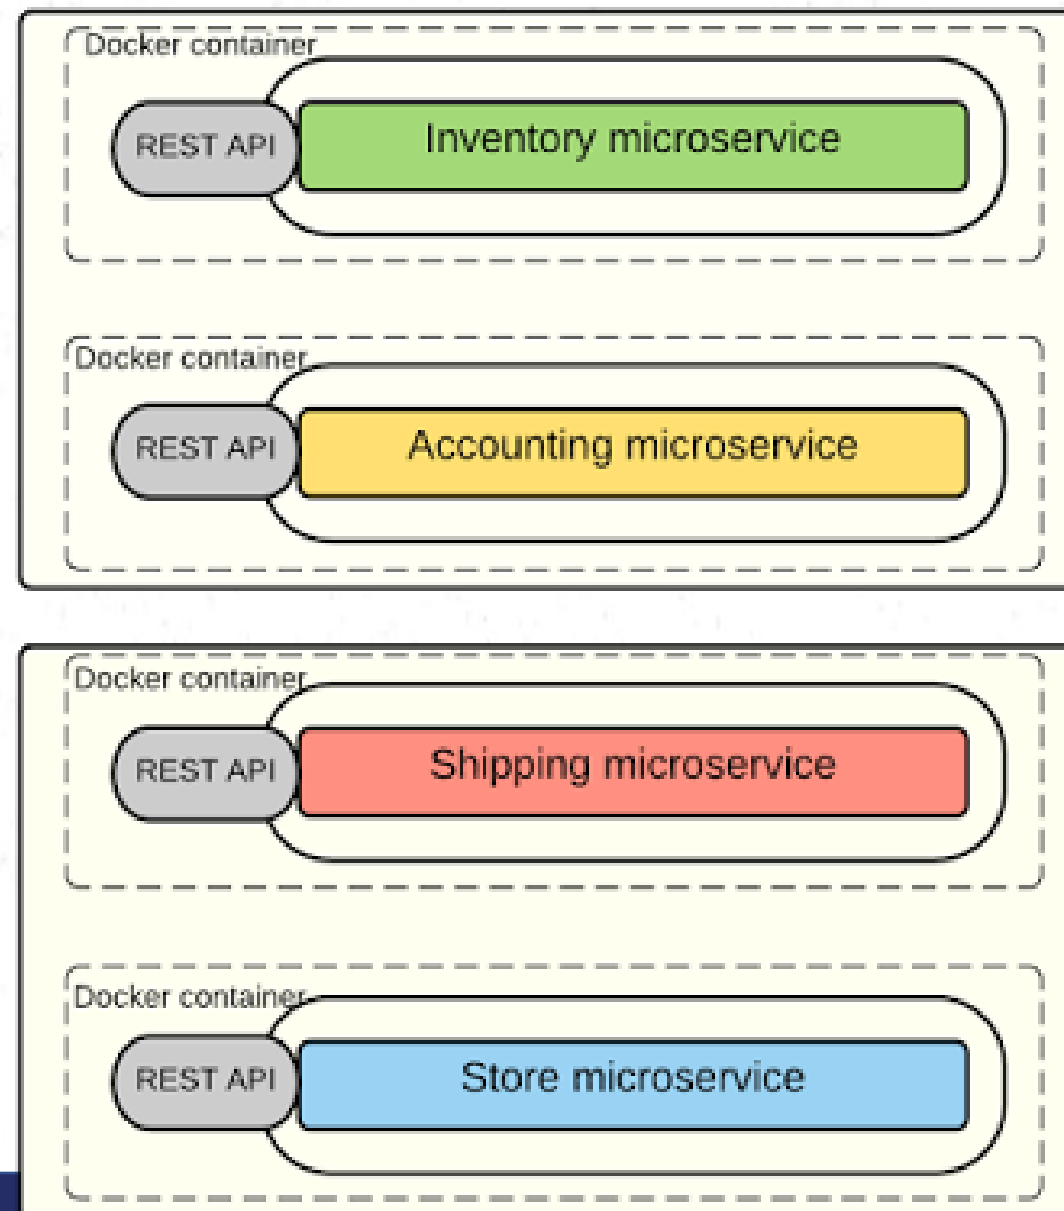 Docker container
REST API
Inventory microservice
Docker container
REST API
Accounting microservice
Docker container
REST API
Shipping microservice
Docker container
REST API
Store microservice